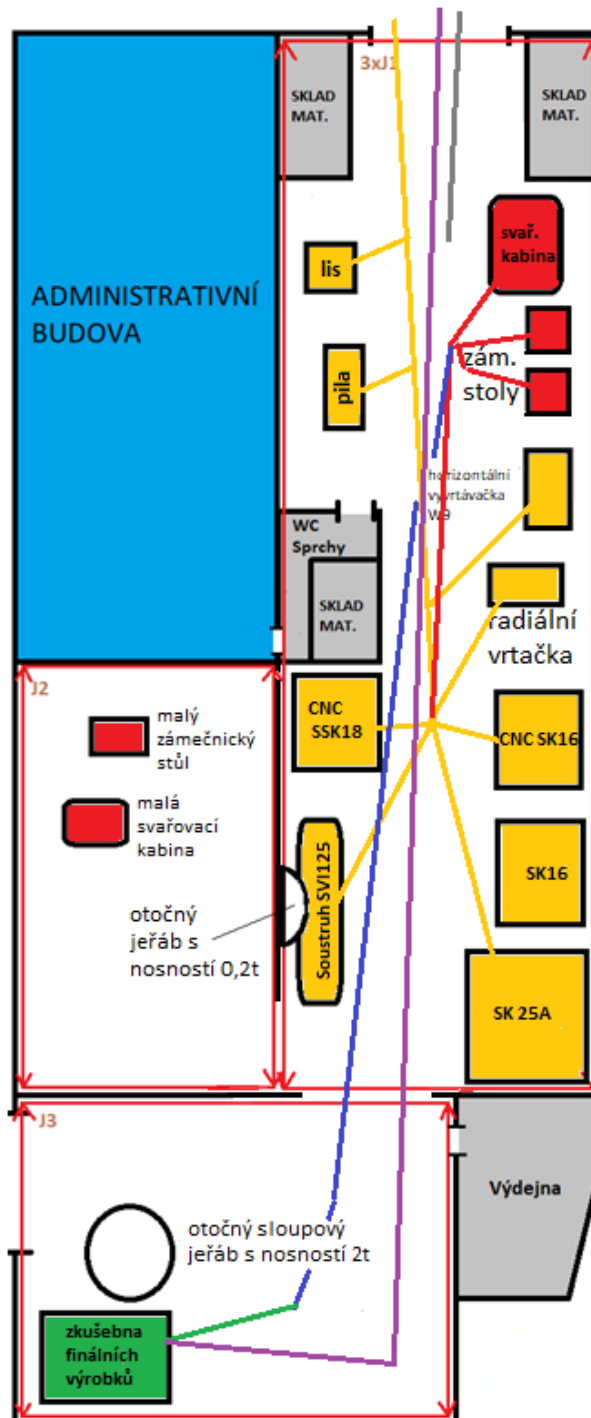 3xJ1
SKLAD
MAT.
SKLAD
MAT.
svař.
kabina
lis
ADMINISTRATIVNÍ
BUDOVA
zám.
stoly
pila
horizontální
vyvrtávačka
W9
WC
Sprchy
SKLAD
MAT.
radiální
vrtačka
J2
CNC
SSK18
malý
zámečnický
stůl
CNC SK16
malá
svařovací
kabina
SK16
Soustruh SVI125
otočný
jeřáb s
nosností 0,2t
SK 25A
J3
Výdejna
otočný sloupový
jeřáb s nosností 2t
zkušebna
finálních
výrobků